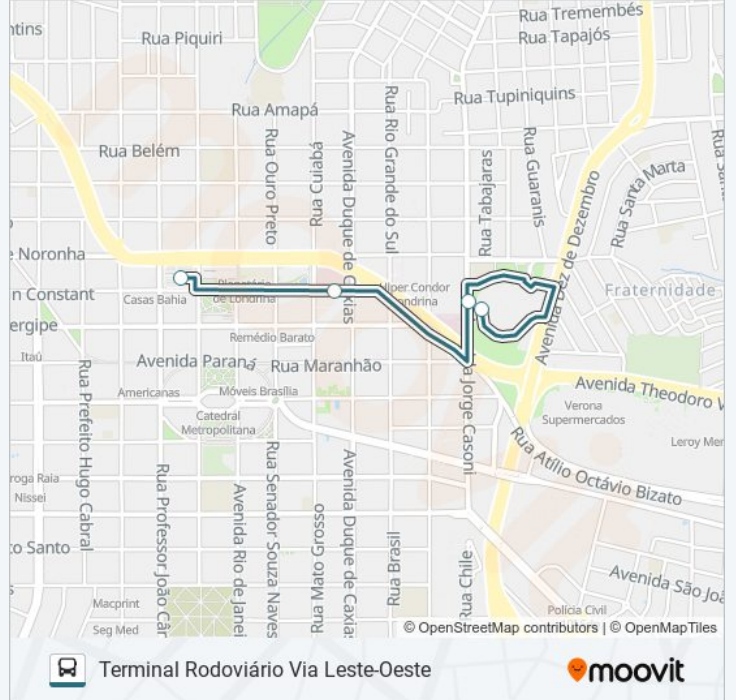 ntins
Rua Piquiri
Rua Tremembés
Rua Tapajós
Rua Amapá
Rua Tupiniquins
Rua Belém
Rua Ouro Preto
Rua Cuiabá
Avenida Duque de Caxias
Rua Rio Grande do Sul
Rua Tabajaras
Rua Guaranis
Rua Santa Marta
Avenida Dez de Dezembro
Noronha
n Constant
Casas Bahia
de Londrina
Hiper Condor
Londrina
Fraternidade
ergipe
Remédio Barato
Itaú
Avenida Paraná
Rua Maranhão
Jorge Casoni
Avenida Theodoro V
Americanas
Móveis Brasília
Catedral
Metropolitana
Verona
Supermercados
Leroy Mer
Rua Prefeito Hugo Cabral
Rua Atílio Octávio Bizato
roga Raia
Nissei
Rua Professor João Cân
Avenida Rio de Janei
Rua Senador Souza Naves
Rua Mato Grosso
Avenida Duque de Caxias
Rua Brasil
Rua Chile
to Santo
Avenida São Joã
Macprint
Seg Med
Polícia Civil
© OpenStreetMap contributors | © OpenMapTiles
Terminal Rodoviário Via Leste-Oeste
moovit